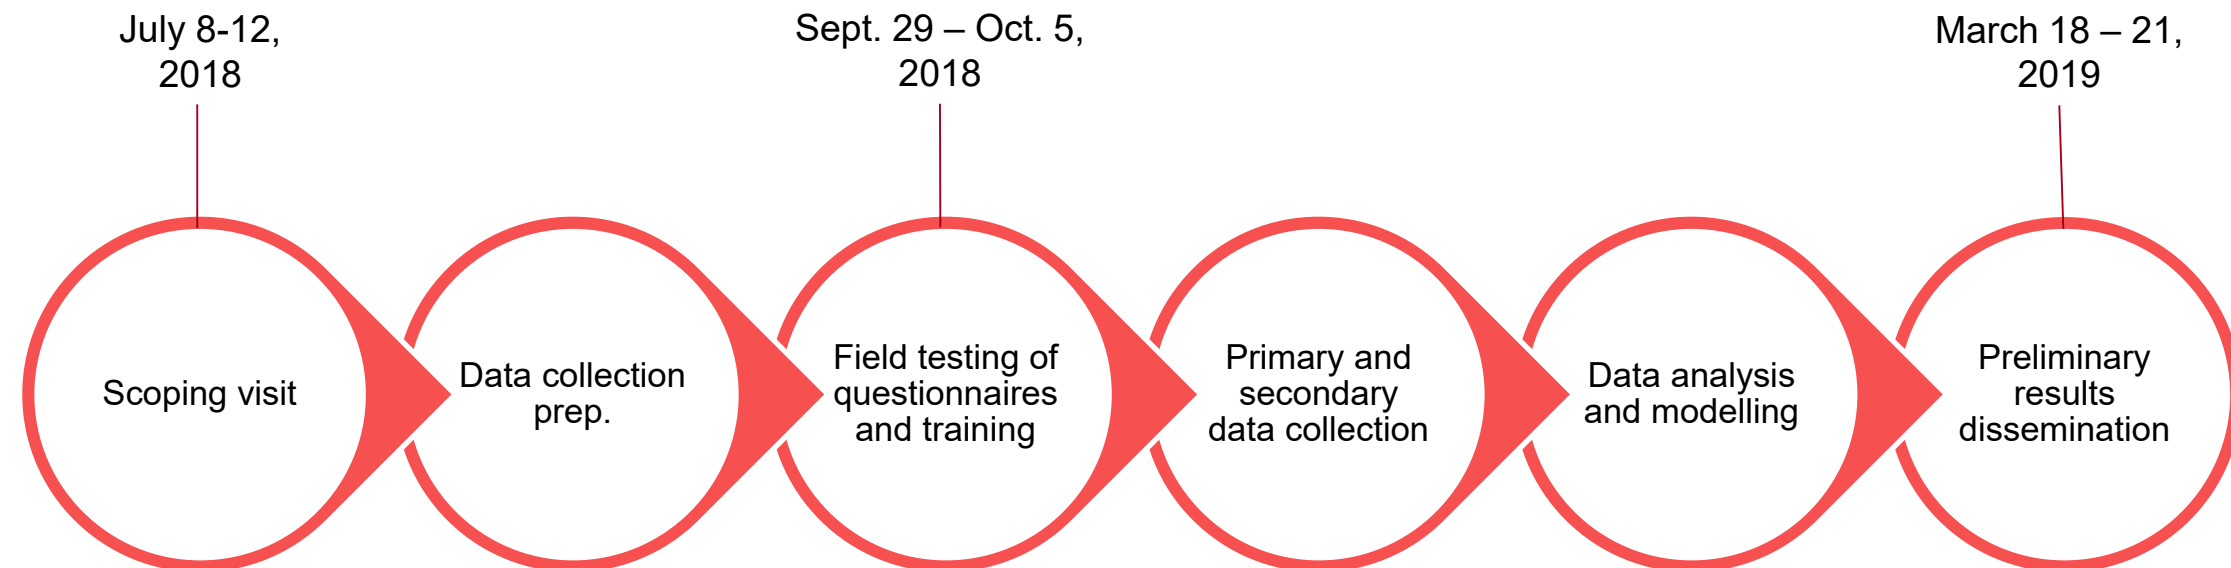 July 8-12,
2018
Sept. 29 – Oct. 5,
2018
March 18 – 21,
2019
Scoping visit
Data collection
prep.
Field testing of
questionnaires
and training
Primary and
secondary
data collection
Data analysis
and modelling
Preliminary
results
dissemination